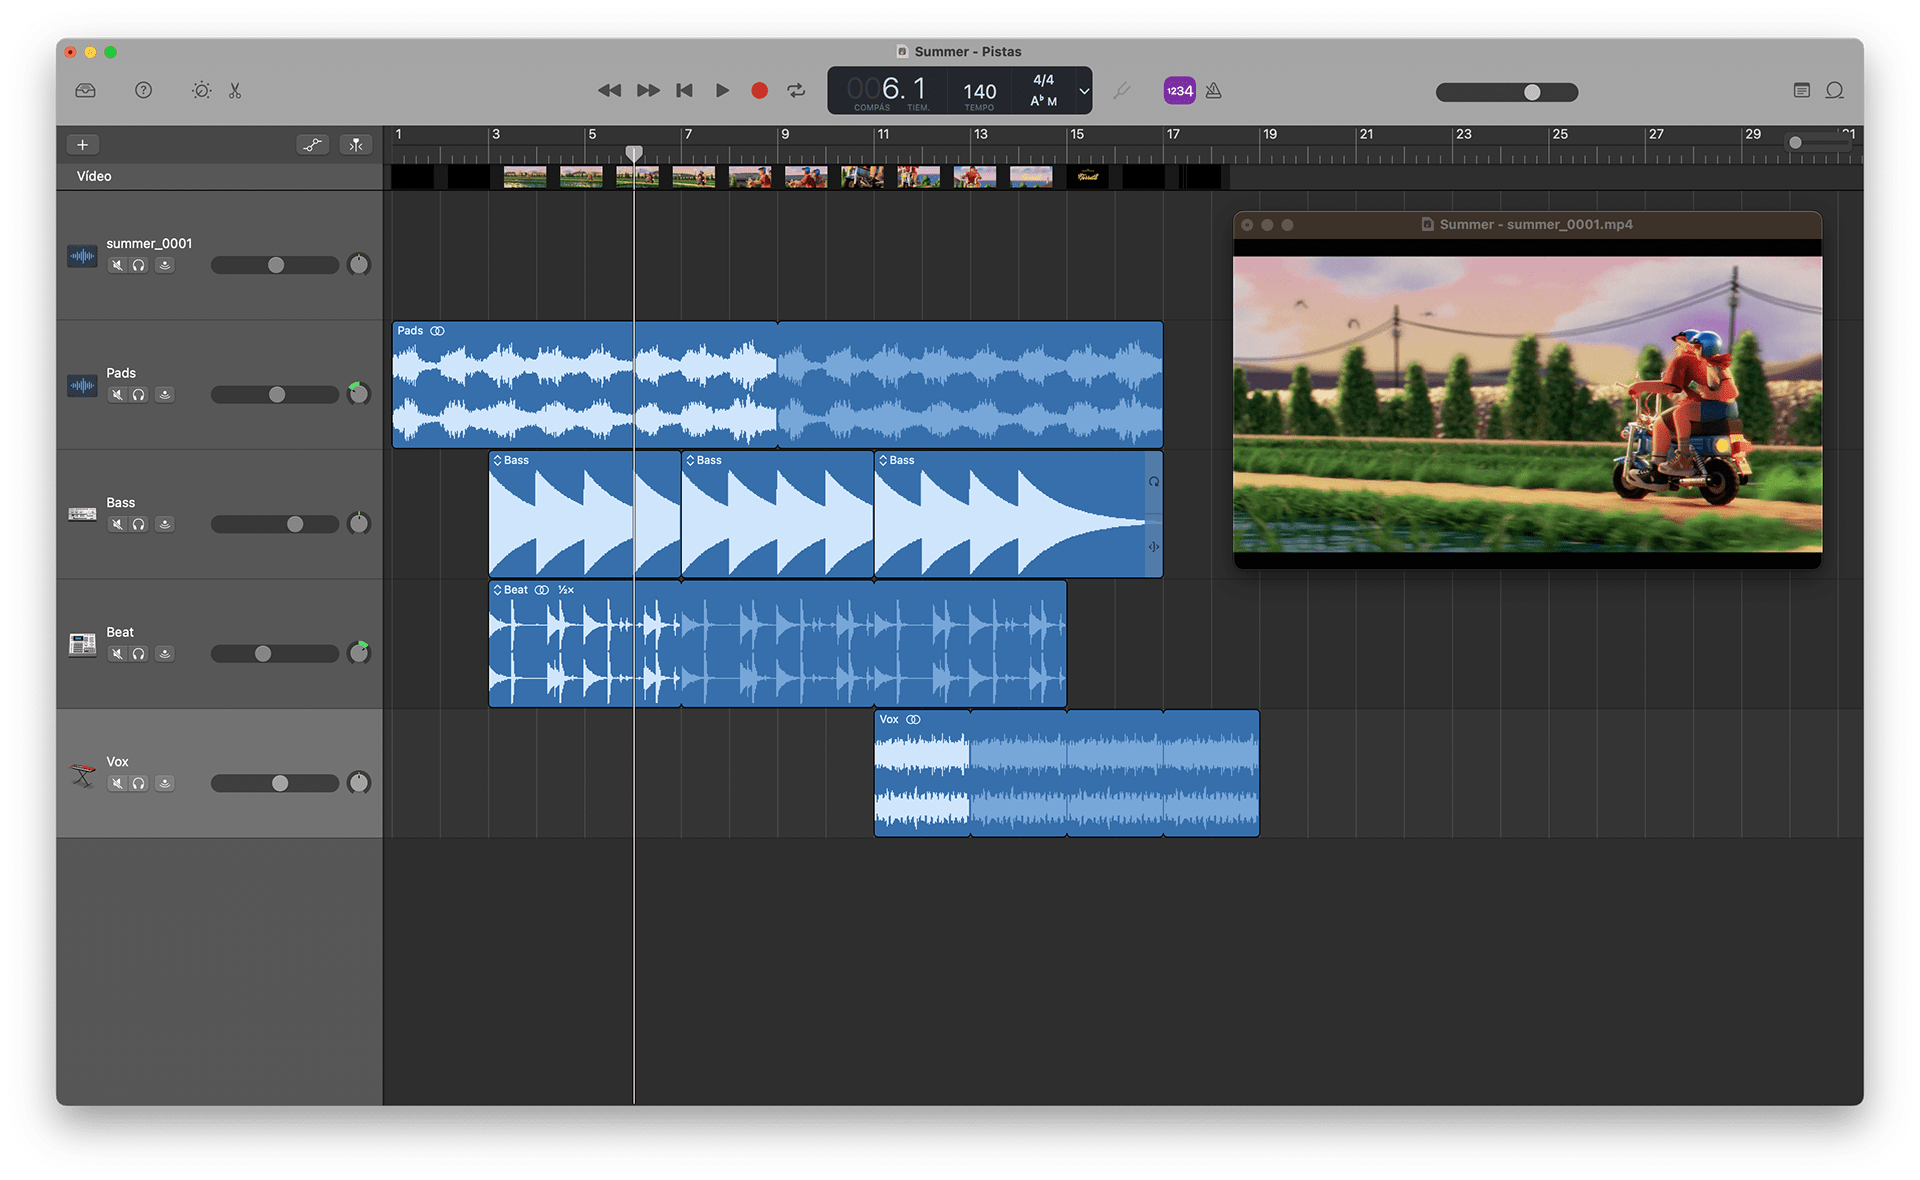 Summer - Pistas
006.1
COMPÁS TIEM.
140
TEMPO
4/4
A♭ M
1234
1 3 5 7 9 11 13 15 17 19 21 23 25 27 29 31
Vídeo
summer_0001
Summer - summer_0001.mp4
Pads
Pads
Bass Bass Bass
Bass
Beat ½×
Beat
Vox
Vox